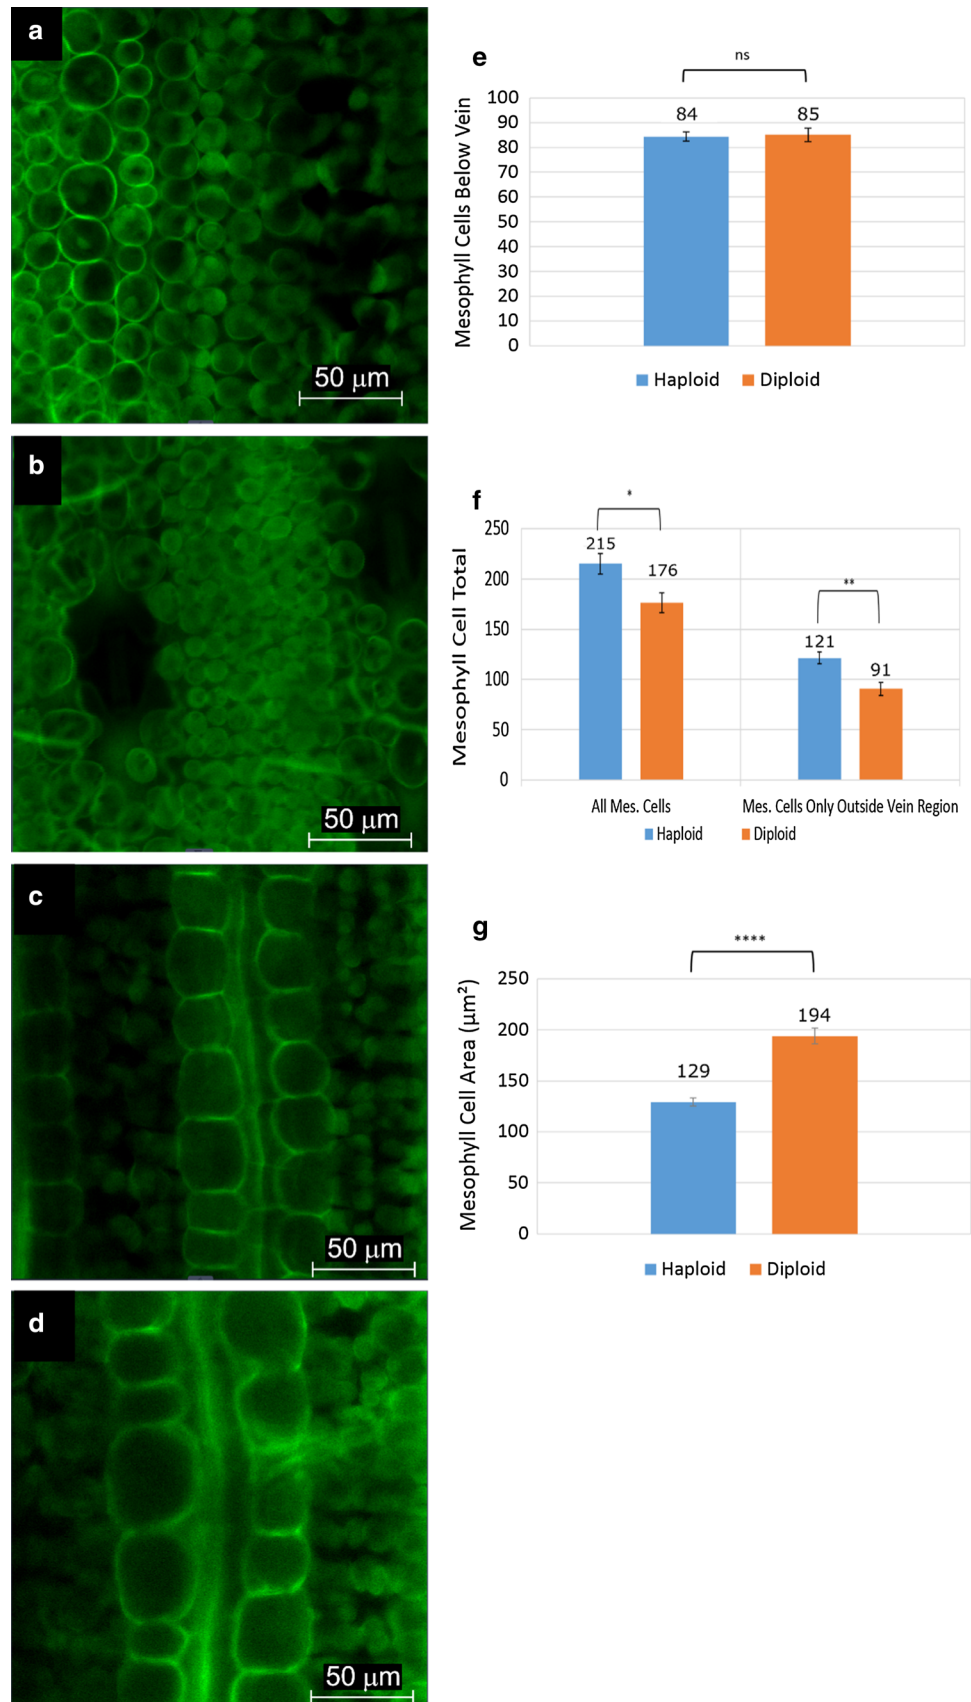 a
50 μm
b
50 μm
c
50 μm
d
50 μm
e
ns
Mesophyll Cells Below Vein
100
90
80
70
60
50
40
30
20
10
0
84
85
Haploid
Diploid
f
*
**
Mesophyll Cell Total
250
200
150
100
50
0
215
176
121
91
All Mes. Cells
Mes. Cells Only Outside Vein Region
Haploid
Diploid
g
****
Mesophyll Cell Area (μm²)
250
200
150
100
50
0
129
194
Haploid
Diploid